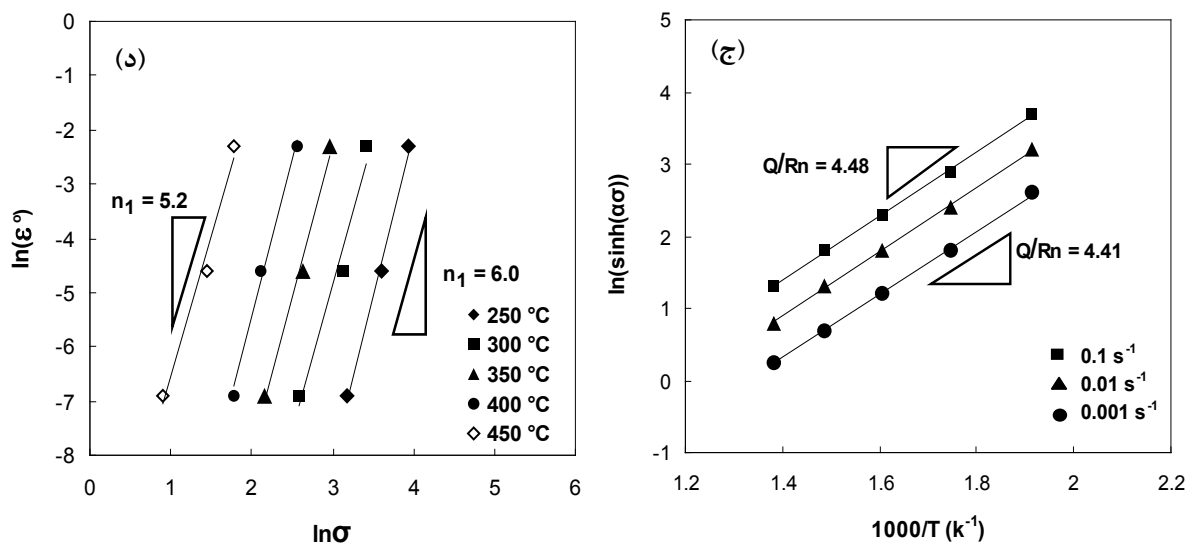 (د)
0
-1
-2
-3
-4
-5
-6
-7
-8
ln(ε°)
n1 = 5.2
n1 = 6.0
250 °C
300 °C
350 °C
400 °C
450 °C
0 1 2 3 4 5 6
lnσ
(ج)
5
4
3
2
1
0
-1
ln(sinh(ασ))
Q/Rn = 4.48
Q/Rn = 4.41
0.1 s-1
0.01 s-1
0.001 s-1
1.2 1.4 1.6 1.8 2 2.2
1000/T (k-1)